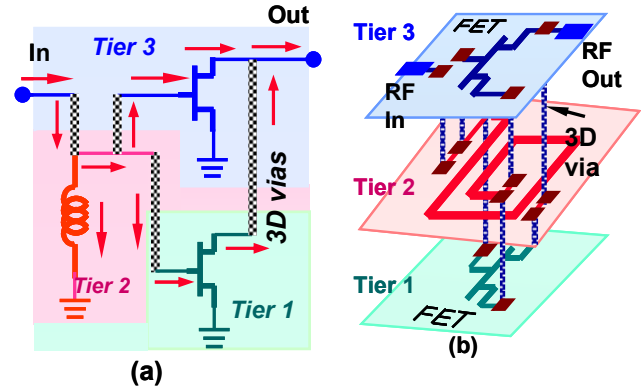 Out
In
Tier 3
3D vias
Tier 2
Tier 1
(a)
Tier 3
FET
RF
Out
RF
In
3D
via
Tier 2
Tier 1
FET
(b)